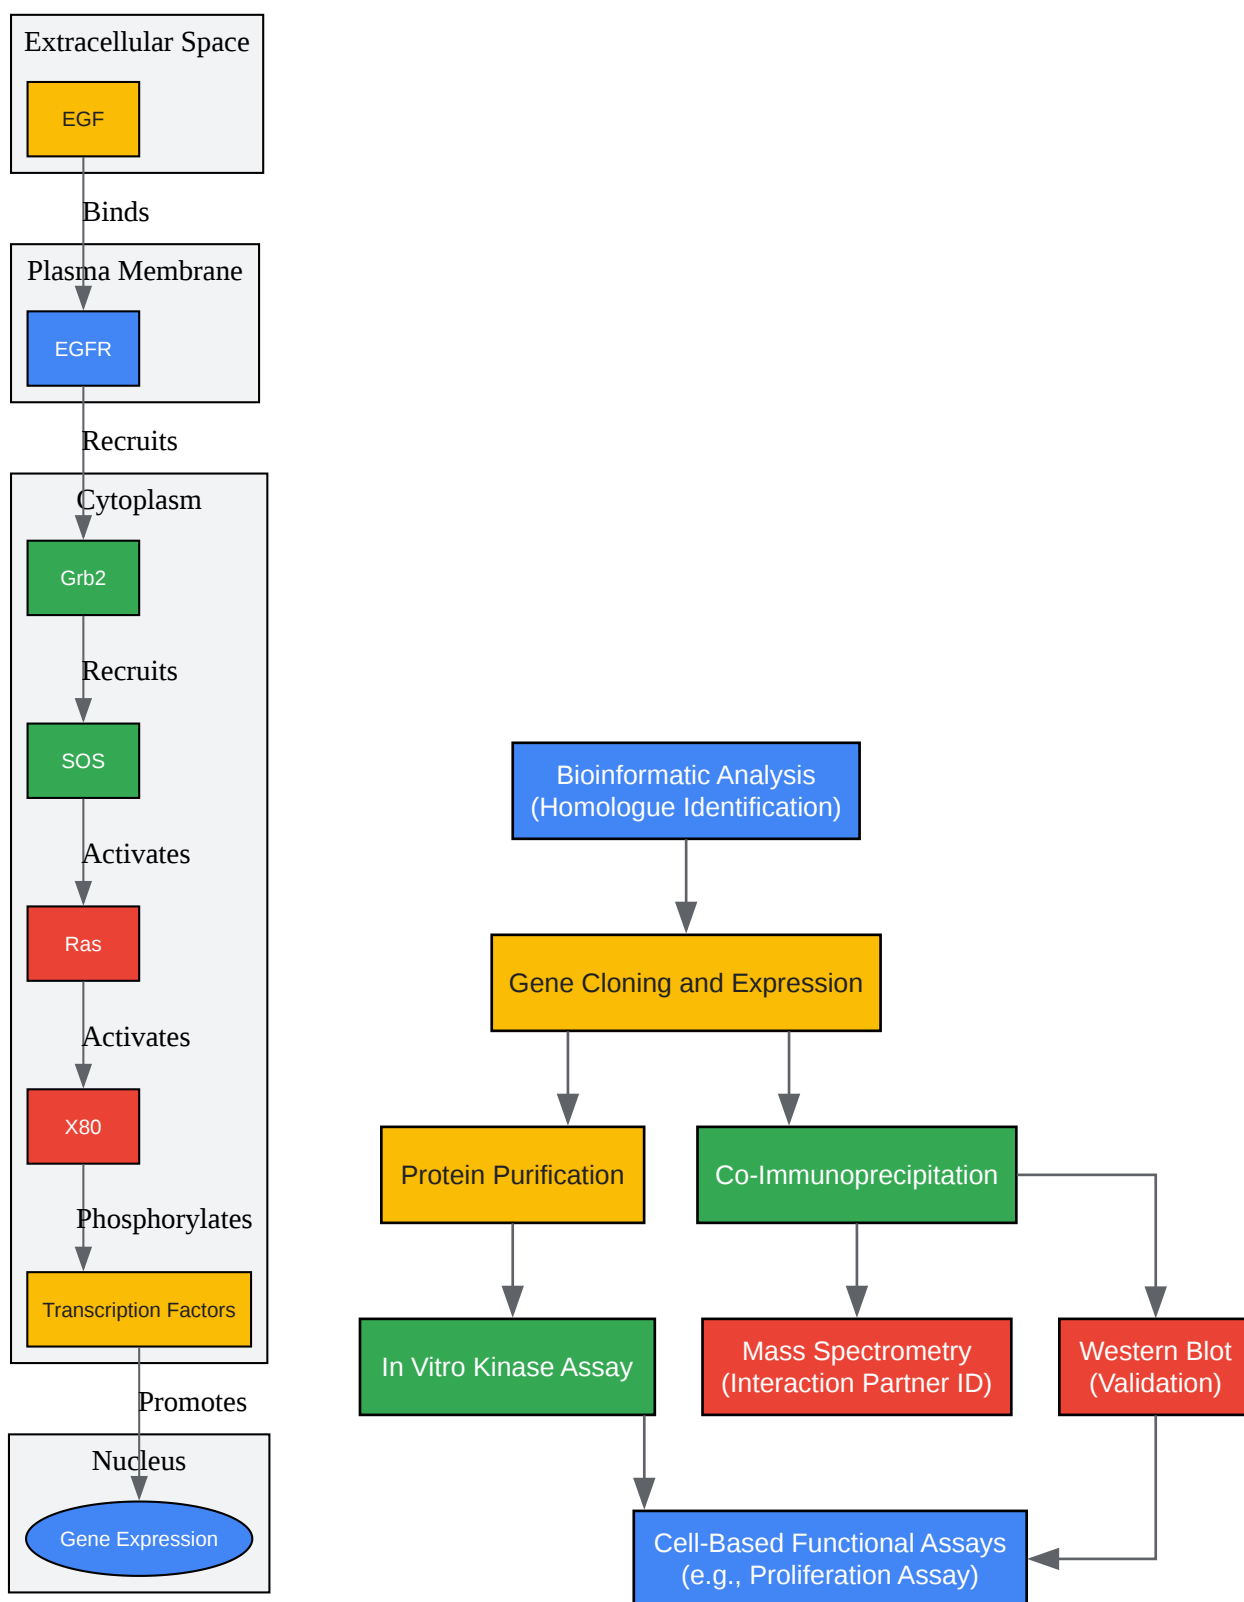 Extracellular Space
EGF
Binds
Plasma Membrane
EGFR
Recruits
Cytoplasm
Grb2
Recruits
SOS
Activates
Ras
Activates
X80
Phosphorylates
Transcription Factors
Promotes
Nucleus
Gene Expression
Bioinformatic Analysis
(Homologue Identification)
Gene Cloning and Expression
Protein Purification
Co-Immunoprecipitation
In Vitro Kinase Assay
Mass Spectrometry
(Interaction Partner ID)
Western Blot
(Validation)
Cell-Based Functional Assays
(e.g., Proliferation Assay)